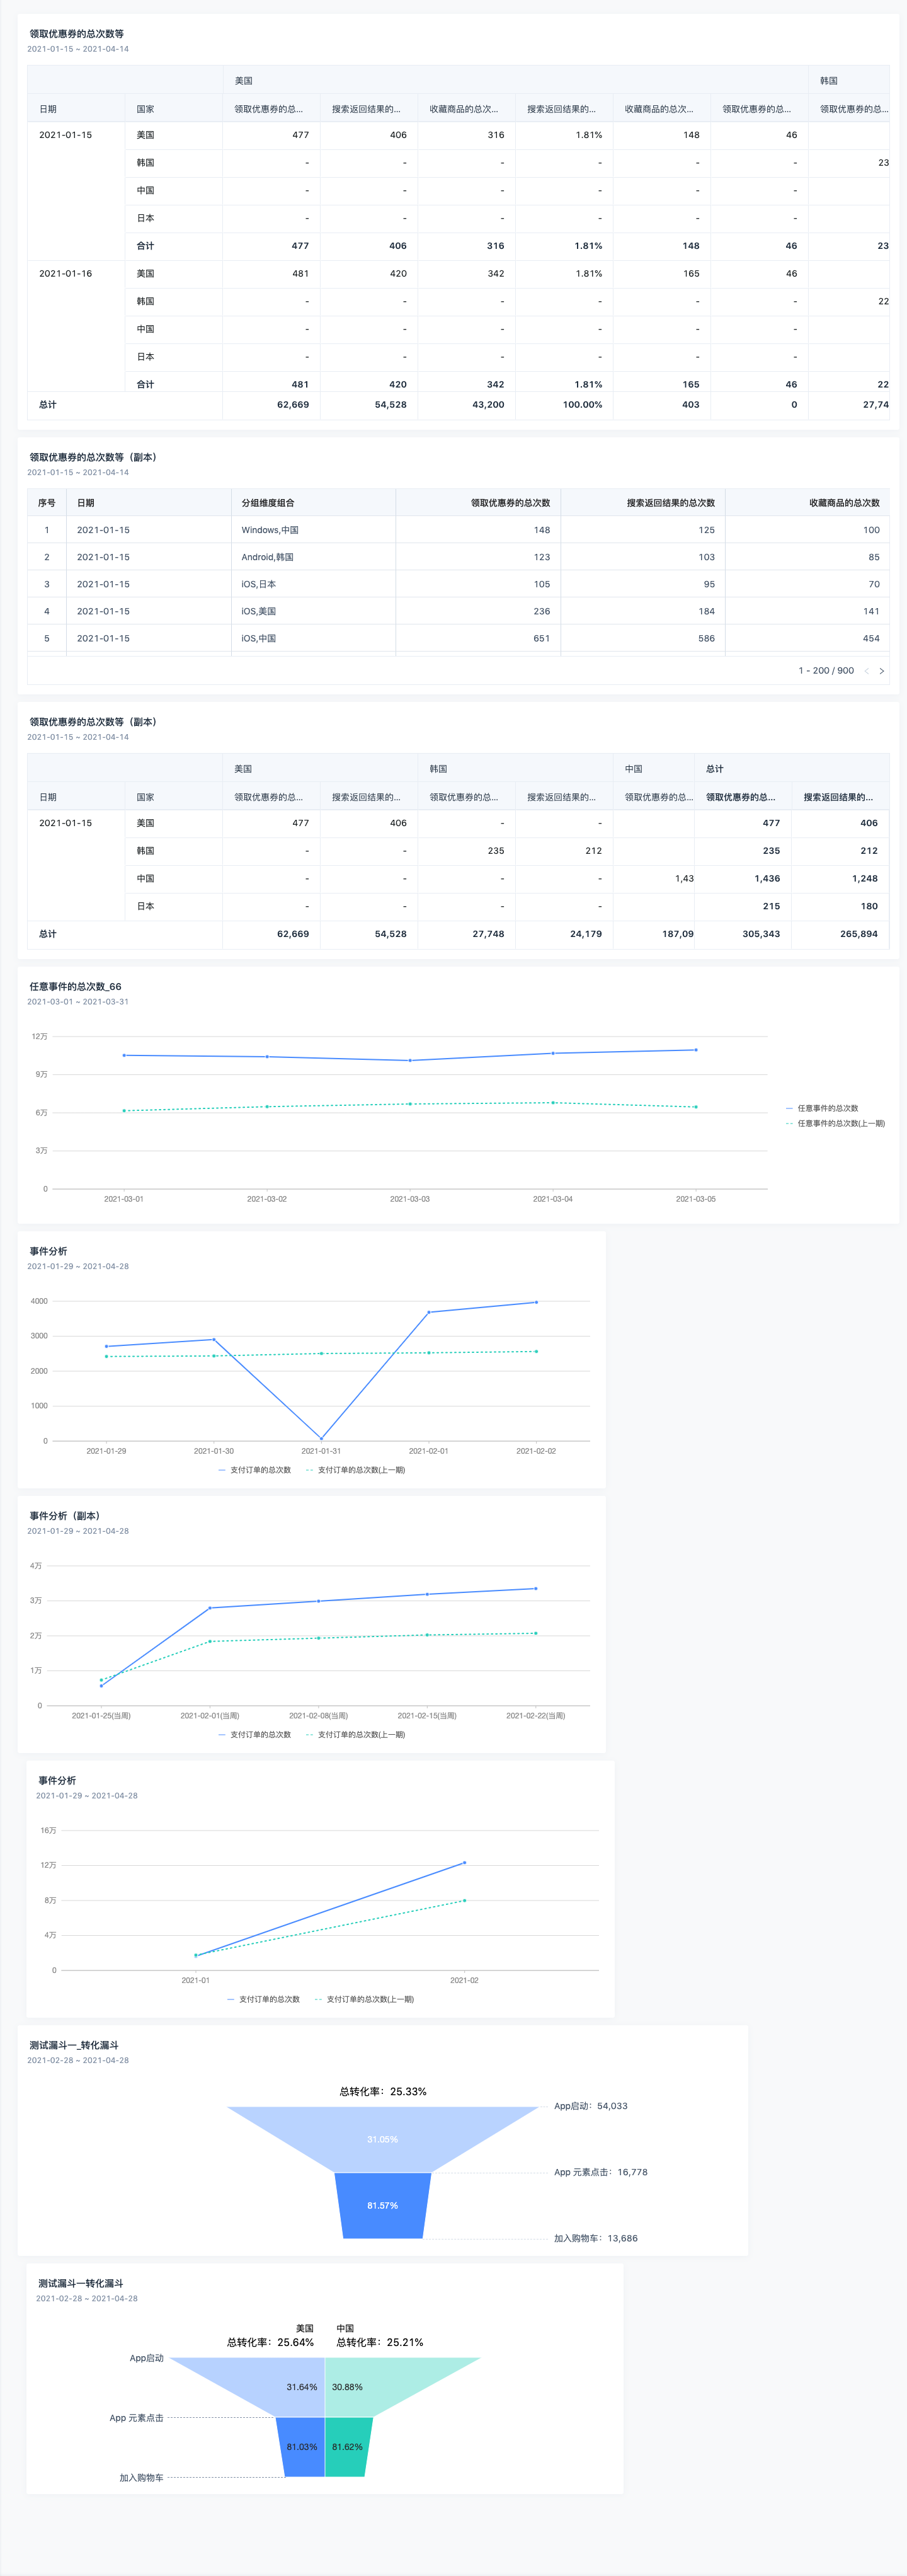 领取优惠券的总次数等
2021-01-15 ~ 2021-04-14
美国 韩国
日期 国家 领取优惠券的总... 搜索返回结果的... 收藏商品的总次... 搜索返回结果的... 收藏商品的总次... 领取优惠券的总... 领取优惠券的总...
2021-01-15 美国 477 406 316 1.81% 148 46
韩国 - - - - - - 23
中国 - - - - - -
日本 - - - - - -
合计 477 406 316 1.81% 148 46 23
2021-01-16 美国 481 420 342 1.81% 165 46
韩国 - - - - - - 22
中国 - - - - - -
日本 - - - - - -
合计 481 420 342 1.81% 165 46 22
总计 62,669 54,528 43,200 100.00% 403 0 27,74
领取优惠券的总次数等（副本）
2021-01-15 ~ 2021-04-14
序号 日期 分组维度组合 领取优惠券的总次数 搜索返回结果的总次数 收藏商品的总次数
1 2021-01-15 Windows,中国 148 125 100
2 2021-01-15 Android,韩国 123 103 85
3 2021-01-15 iOS,日本 105 95 70
4 2021-01-15 iOS,美国 236 184 141
5 2021-01-15 iOS,中国 651 586 454
1 - 200 / 900 < >
领取优惠券的总次数等（副本）
2021-01-15 ~ 2021-04-14
美国 韩国 中国 总计
日期 国家 领取优惠券的总... 搜索返回结果的... 领取优惠券的总... 搜索返回结果的... 领取优惠券的总... 领取优惠券的总... 搜索返回结果的...
2021-01-15 美国 477 406 - - 477 406
韩国 - - 235 212 235 212
中国 - - - - 1,43 1,436 1,248
日本 - - - - 215 180
总计 62,669 54,528 27,748 24,179 187,09 305,343 265,894
任意事件的总次数_66
2021-03-01 ~ 2021-03-31
12万
9万
6万
3万
0
2021-03-01 2021-03-02 2021-03-03 2021-03-04 2021-03-05
任意事件的总次数
任意事件的总次数(上一期)
事件分析
2021-01-29 ~ 2021-04-28
4000
3000
2000
1000
0
2021-01-29 2021-01-30 2021-01-31 2021-02-01 2021-02-02
支付订单的总次数 支付订单的总次数(上一期)
事件分析（副本）
2021-01-29 ~ 2021-04-28
4万
3万
2万
1万
0
2021-01-25(当周) 2021-02-01(当周) 2021-02-08(当周) 2021-02-15(当周) 2021-02-22(当周)
支付订单的总次数 支付订单的总次数(上一期)
事件分析
2021-01-29 ~ 2021-04-28
16万
12万
8万
4万
0
2021-01 2021-02
支付订单的总次数 支付订单的总次数(上一期)
测试漏斗一_转化漏斗
2021-02-28 ~ 2021-04-28
总转化率：25.33%
App启动：54,033
31.05%
App 元素点击：16,778
81.57%
加入购物车：13,686
测试漏斗一转化漏斗
2021-02-28 ~ 2021-04-28
美国 中国
总转化率：25.64% 总转化率：25.21%
App启动
31.64% 30.88%
App 元素点击
81.03% 81.62%
加入购物车